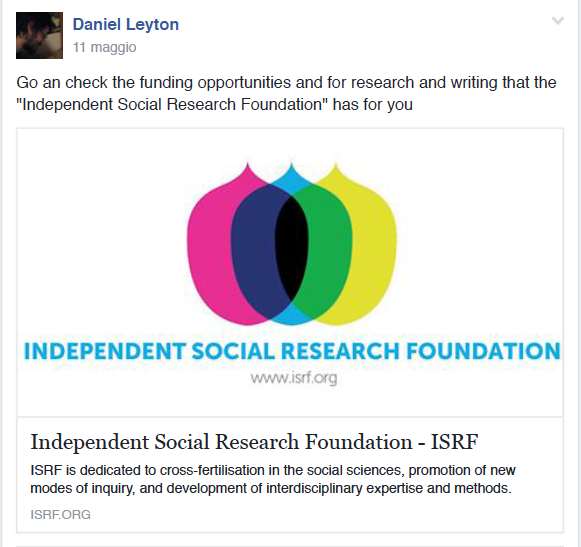 Daniel Leyton
11 maggio
Go an check the funding opportunities and for research and writing that the
"Independent Social Research Foundation" has for you
INDEPENDENT SOCIAL RESEARCH FOUNDATION
www.isrf.org
Independent Social Research Foundation - ISRF
ISRF is dedicated to cross-fertilisation in the social sciences, promotion of new
modes of inquiry, and development of interdisciplinary expertise and methods.
ISRF.ORG